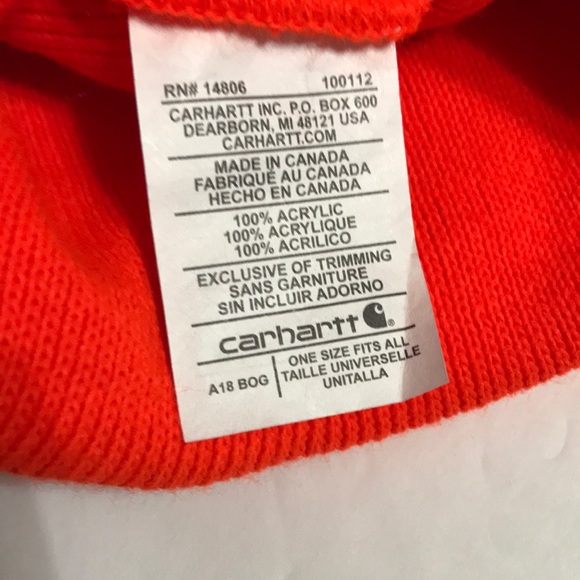 RN# 14806 100112
CARHARTT INC. P.O. BOX 600
DEARBORN, MI 48121 USA
CARHARTT.COM
MADE IN CANADA
FABRIQUÉ AU CANADA
HECHO EN CANADA
100% ACRYLIC
100% ACRYLIQUE
100% ACRILICO
EXCLUSIVE OF TRIMMING
SANS GARNITURE
SIN INCLUIR ADORNO
carhartt®
A18 BOG
ONE SIZE FITS ALL
TAILLE UNIVERSELLE
UNITALLA